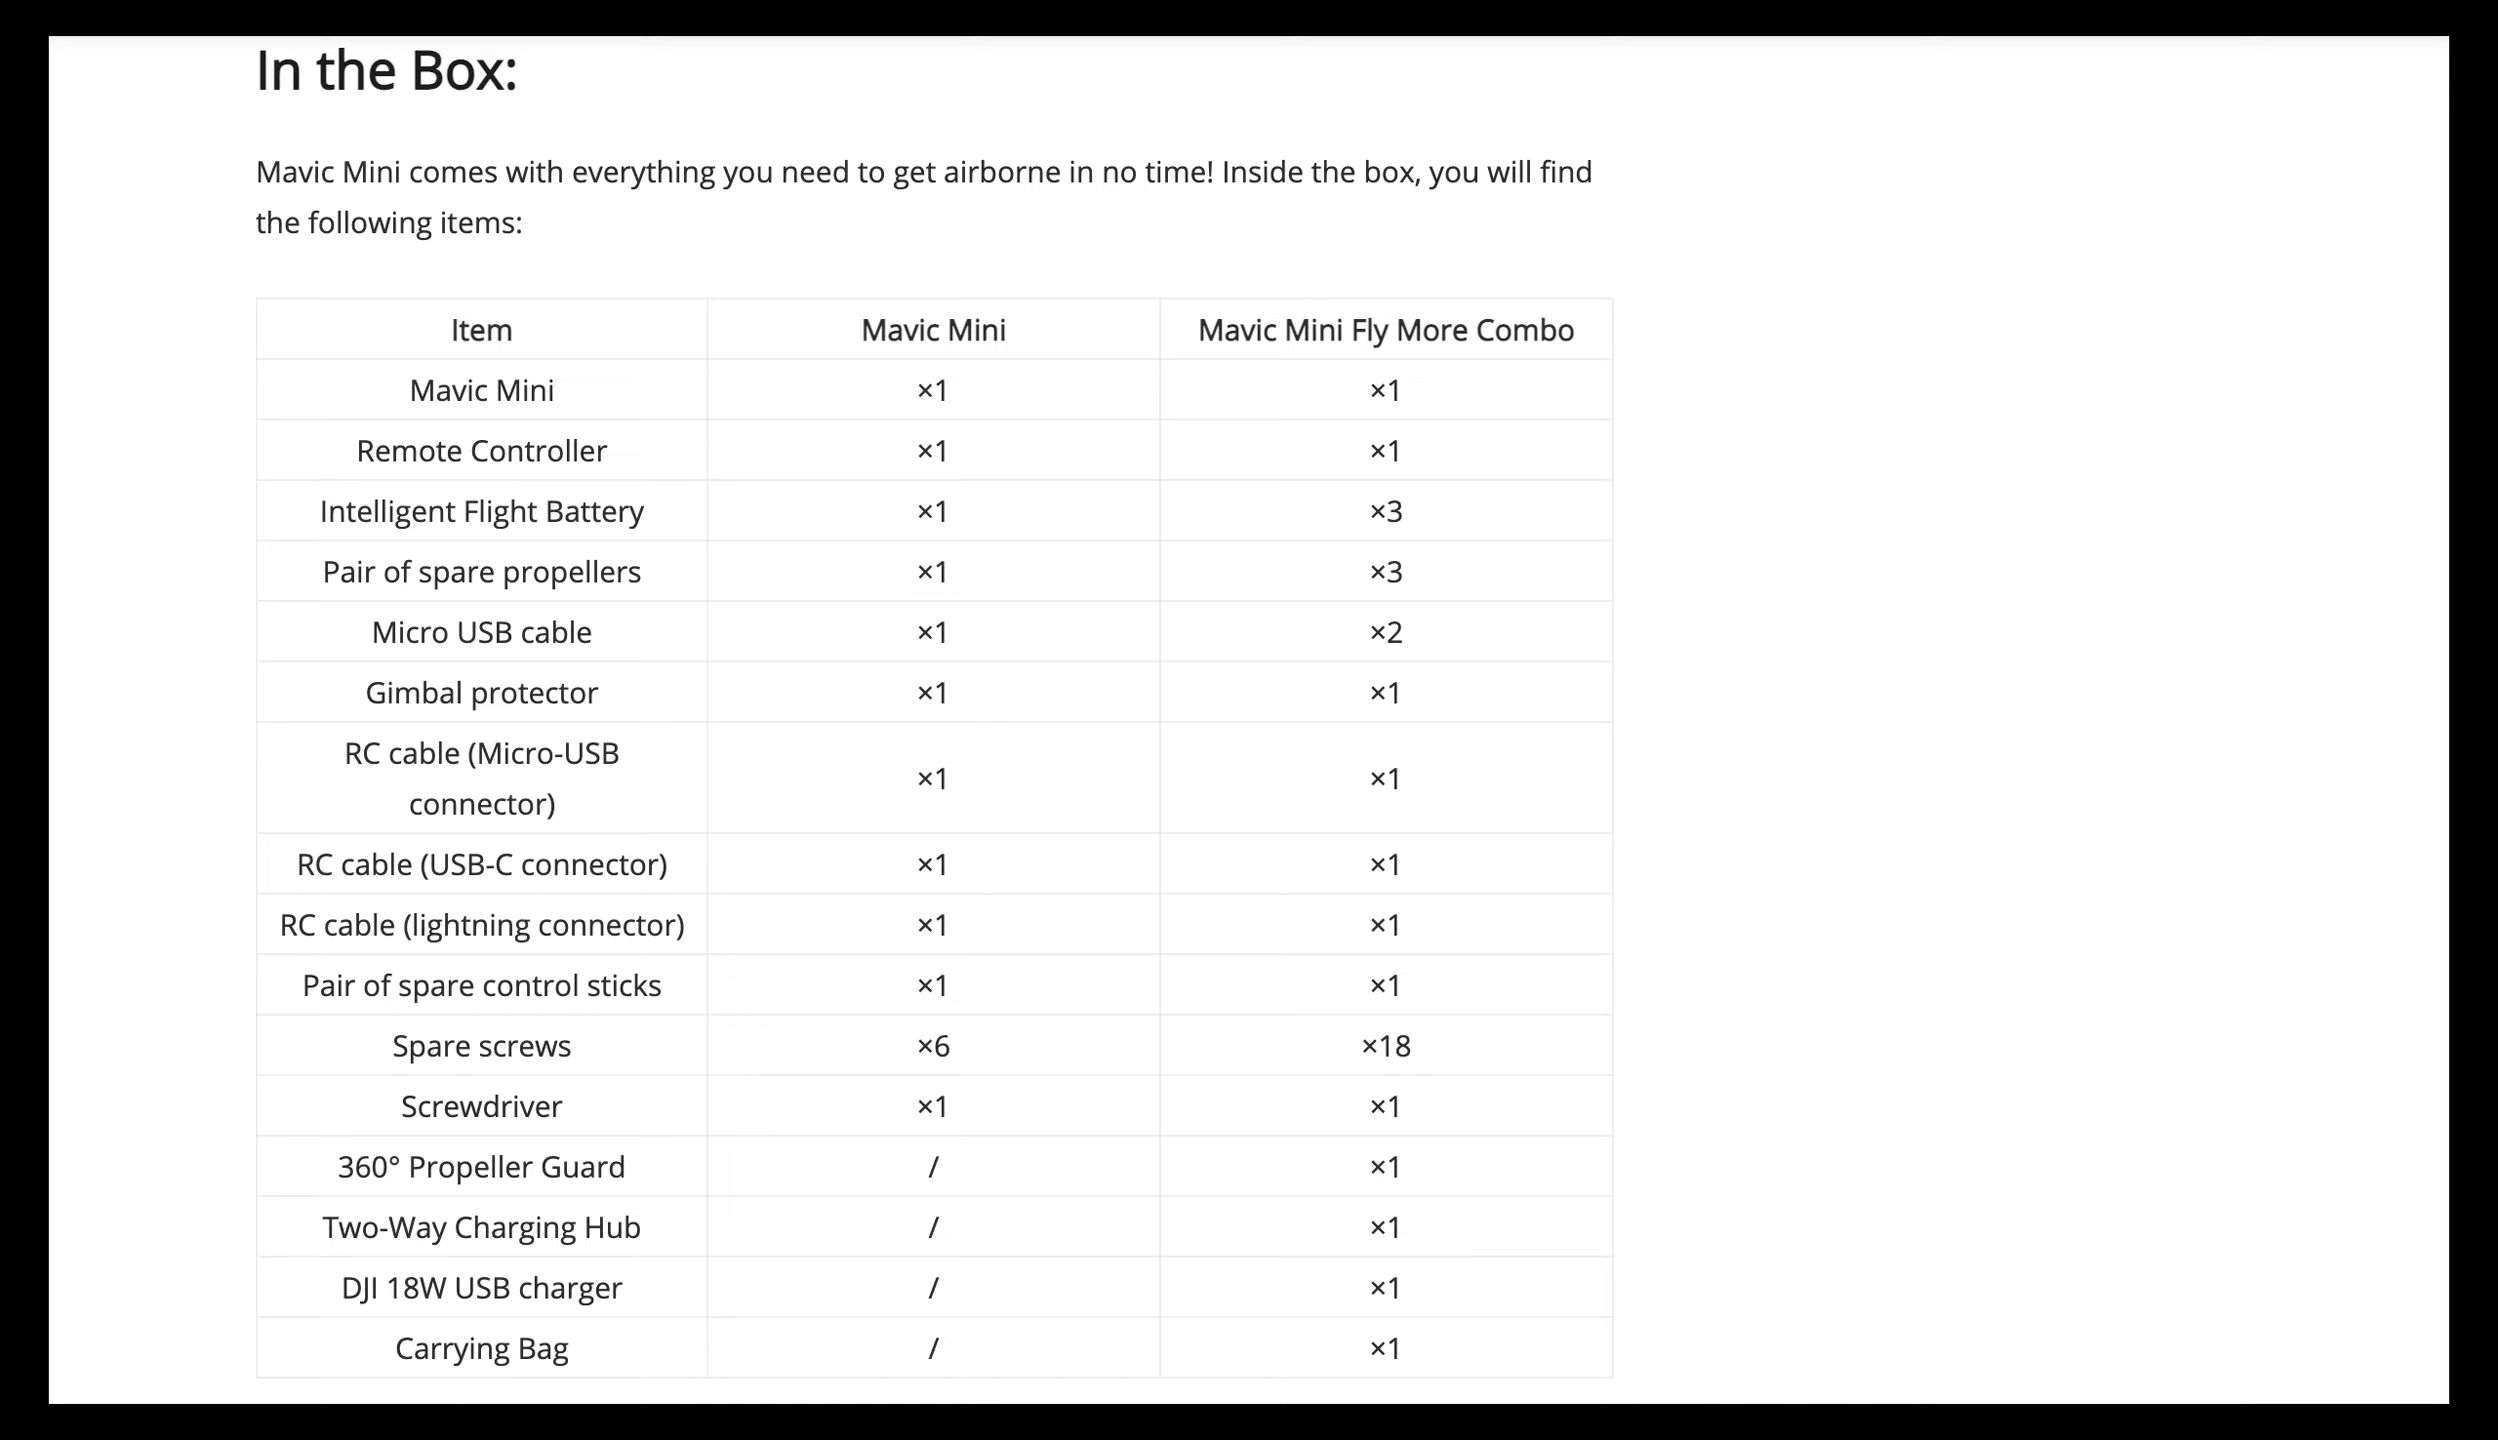 In the Box:
Mavic Mini comes with everything you need to get airborne in no time! Inside the box, you will find
the following items:
Item Mavic Mini Mavic Mini Fly More Combo
Mavic Mini ×1 ×1
Remote Controller ×1 ×1
Intelligent Flight Battery ×1 ×3
Pair of spare propellers ×1 ×3
Micro USB cable ×1 ×2
Gimbal protector ×1 ×1
RC cable (Micro-USB
connector) ×1 ×1
RC cable (USB-C connector) ×1 ×1
RC cable (lightning connector) ×1 ×1
Pair of spare control sticks ×1 ×1
Spare screws ×6 ×18
Screwdriver ×1 ×1
360° Propeller Guard / ×1
Two-Way Charging Hub / ×1
DJI 18W USB charger / ×1
Carrying Bag / ×1